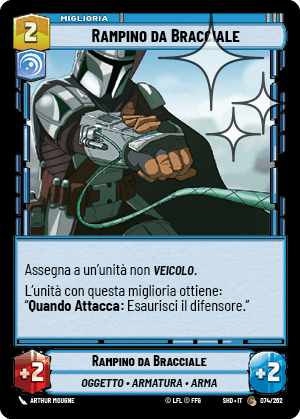 MIGLIORIA
2
RAMPINO DA BRACCIALE
Assegna a un'unità non VEICOLO.
L'unità con questa miglioria ottiene:
"Quando Attacca: Esaurisci il difensore."
+2
RAMPINO DA BRACCIALE
+2
OGGETTO • ARMATURA • ARMA
ARTHUR MOUGNE
© LFL © FFG
SHD • IT
074/262